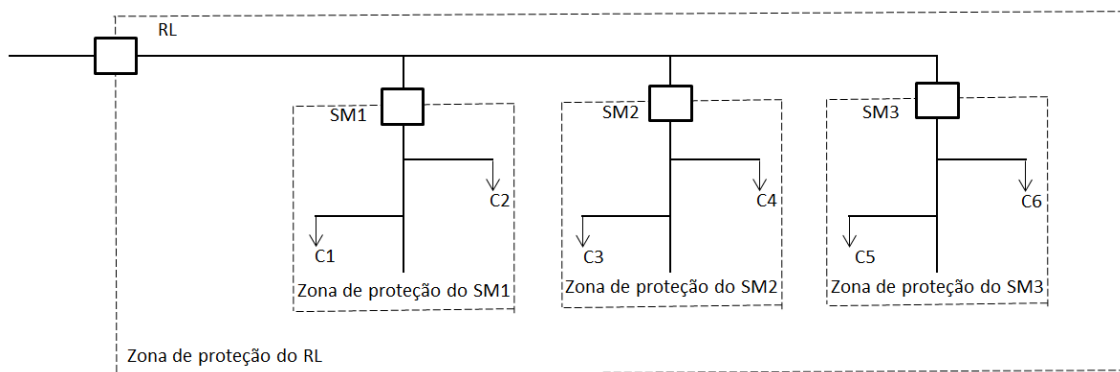 RL
SM1
SM2
SM3
C2
C4
C6
C1
C3
C5
Zona de proteção do SM1
Zona de proteção do SM2
Zona de proteção do SM3
Zona de proteção do RL